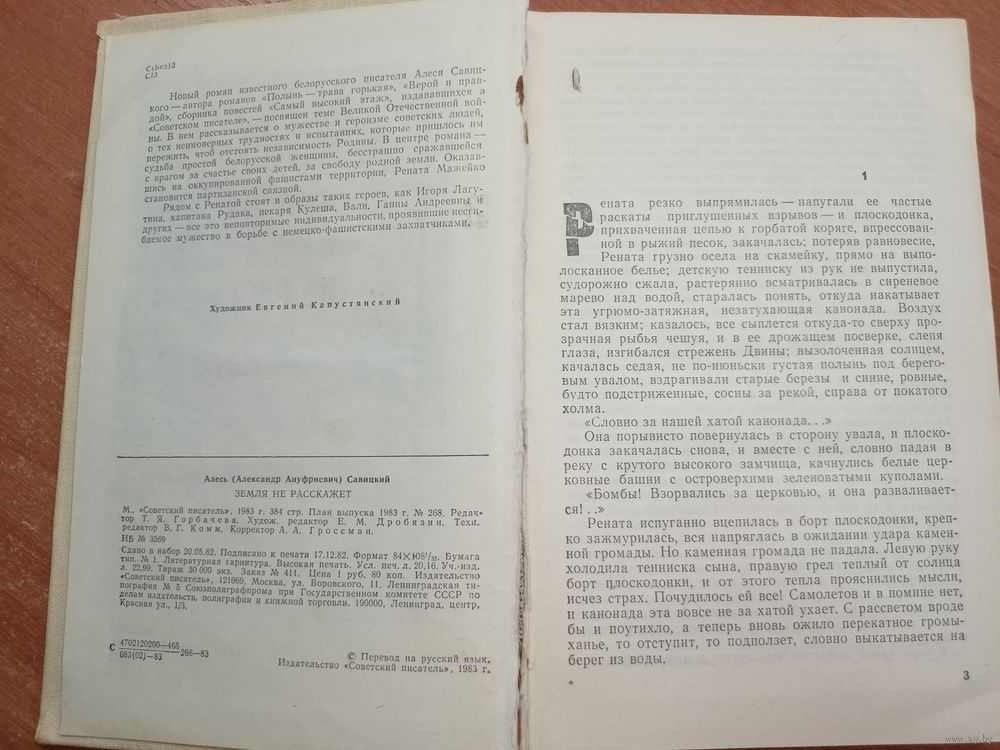 С(Бел)2
С13
Новый роман известного белорусского писателя Алеся Савиц-
кого — автора романов «Полынь — трава горькая», «Верой и прав-
дой», сборника повестей «Самый высокий этаж», издававшихся в
«Советском писателе», — посвящен теме Великой Отечественной вой-
ны. В нем рассказывается о мужестве и героизме советских людей,
о тех неимоверных трудностях и испытаниях, которые пришлось им
пережить, чтоб отстоять независимость Родины. В центре романа —
судьба простой белорусской женщины, бесстрашно сражавшейся
с врагом за счастье своих детей, за свободу родной земли. Оказав-
шись на оккупированной фашистами территории, Рената Мажейко
становится партизанской связной.
Рядом с Ренатой стоят и образы таких героев, как Игоря Лагу-
тина, капитана Рудака, пекаря Кулеша, Вали, Ганны Андреевны и
других — все это неповторимые индивидуальности, проявившие неоги-
баемое мужество в борьбе с немецко-фашистскими захватчиками.
Художник Евгений Капустянский
Алесь (Александр Ануфриевич) Савицкий
ЗЕМЛЯ НЕ РАССКАЖЕТ
М., «Советский писатель», 1983 г. 384 стр. План выпуска 1983 г. № 268. Редак-
тор Т. Я. Горбачева. Худож. редактор Е. М. Дробязин. Техн.
редактор В. Г. Комм. Корректор А. А. Гроссман.
ИБ № 3569
Сдано в набор 20.05.82. Подписано к печати 17.12.82. Формат 84×108¹/₃₂. Бумага
тип. № 1. Литературная гарнитура. Высокая печать. Усл. печ. л. 20,16. Уч.-изд.
л. 22,99. Тираж 30 000 экз. Заказ № 411. Цена 1 руб. 80 коп. Издательство
«Советский писатель», 121069, Москва, ул. Воровского, 11. Ленинградская ти-
пография № 5 Союзполиграфпрома при Государственном комитете СССР по
делам издательств, полиграфии и книжной торговли. 190000, Ленинград, центр,
Красная ул., 1/3.
С 4702120200—465
083(02)—83 268—83
© Перевод на русский язык.
Издательство «Советский писатель», 1983 г.
1
Рената резко выпрямилась — напугали ее частые
раскаты приглушенных взрывов — и плоскодонка,
прихваченная цепью к горбатой коряге, впрессован-
ной в рыжий песок, закачалась; потеряв равновесие,
Рената грузно осела на скамейку, прямо на выпо-
лосканное белье; детскую тенниску из рук не выпустила,
судорожно сжала, растерянно всматривалась в сиреневое
марево над водой, старалась понять, откуда накатывает
эта угрюмо-затяжная, незатухающая канонада. Воздух
стал вязким; казалось, все сыплется откуда-то сверху про-
зрачная рыбья чешуя, и в ее дрожащем посверке, слепя
глаза, изгибался стрежень Двины; вызолоченная солнцем,
качалась седая, не по-июньски густая полынь под берего-
вым увалом, вздрагивали старые березы и синие, ровные,
будто подстриженные, сосны за рекой, справа от покатого
холма.
«Словно за нашей хатой канонада...»
Она порывисто повернулась в сторону увала, и плоско-
донка закачалась снова, и вместе с ней, словно падая в
реку с крутого высокого замчища, качнулись белые цер-
ковные башни с островерхими зеленоватыми куполами.
«Бомбы! Взорвались за церковью, и она разваливает-
ся!..»
Рената испуганно вцепилась в борт плоскодонки, креп-
ко зажмурилась, вся напряглась в ожидании удара камен-
ной громады. Но каменная громада не падала. Левую руку
холодила тенниска сына, правую грел теплый от солнца
борт плоскодонки, и от этого тепла прояснились мысли,
исчез страх. Почудилось ей все! Самолетов и в помине нет,
и канонада эта вовсе не за хатой ухает. С рассветом вроде
бы и поутихло, а теперь вновь ожило перекатное громы-
ханье, то отступит, то подползет, словно выкатывается на
берег из воды.
*
3
www.ay.by